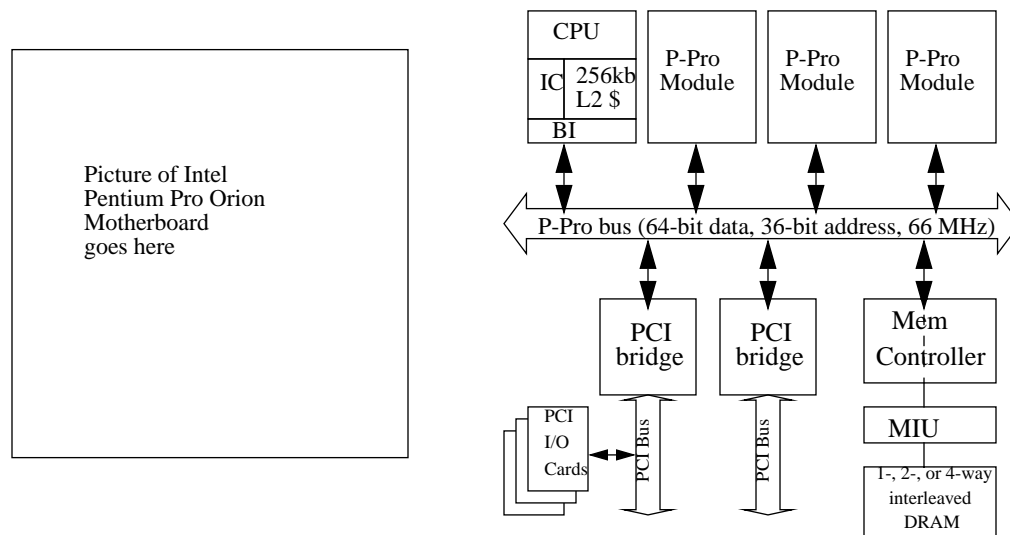 Picture of Intel
Pentium Pro Orion
Motherboard
goes here
CPU
IC
256kb
L2 $
BI
P-Pro
Module
P-Pro
Module
P-Pro
Module
P-Pro bus (64-bit data, 36-bit address, 66 MHz)
PCI
bridge
PCI
bridge
Mem
Controller
PCI
I/O
Cards
PCI Bus
PCI Bus
MIU
1-, 2-, or 4-way
interleaved
DRAM